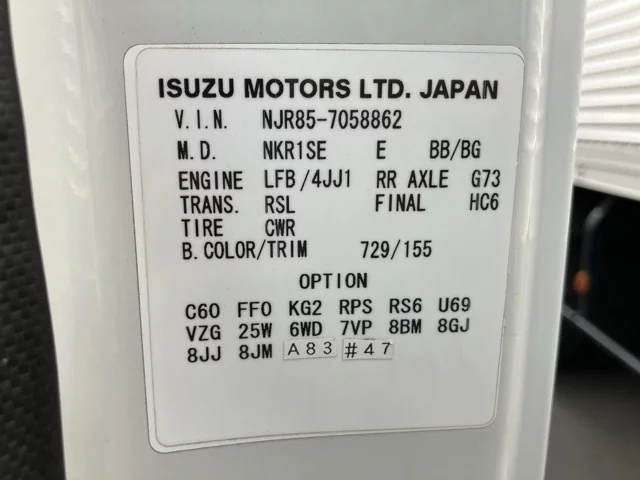 ISUZU MOTORS LTD. JAPAN
V.I.N. NJR85-7058862
M.D. NKR1SE E BB/BG
ENGINE LFB/4JJ1 RR AXLE G73
TRANS. RSL FINAL HC6
TIRE CWR
B.COLOR/TRIM 729/155
OPTION
C60 FF0 KG2 RPS RS6 U69
VZG 25W 6WD 7VP 8BM 8GJ
8JJ 8JM A83 #47